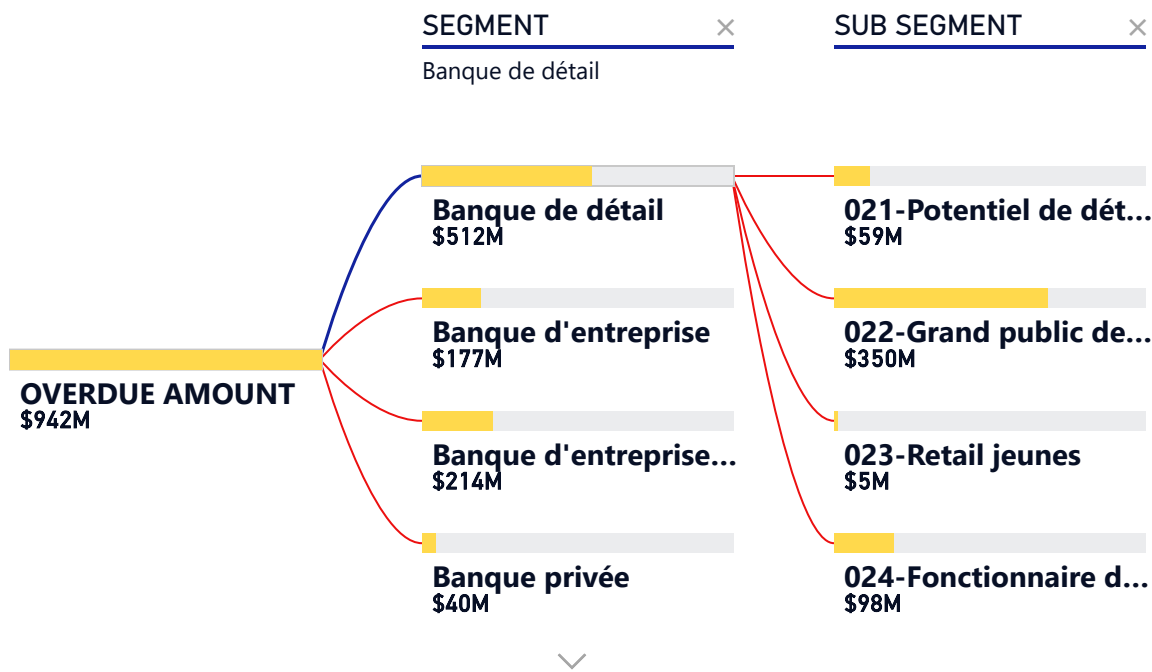 SEGMENT
Banque de détail
SUB SEGMENT
OVERDUE AMOUNT
$942M
Banque de détail
$512M
Banque d'entreprise
$177M
Banque d'entreprise...
$214M
Banque privée
$40M
021-Potentiel de dét...
$59M
022-Grand public de...
$350M
023-Retail jeunes
$5M
024-Fonctionnaire d...
$98M